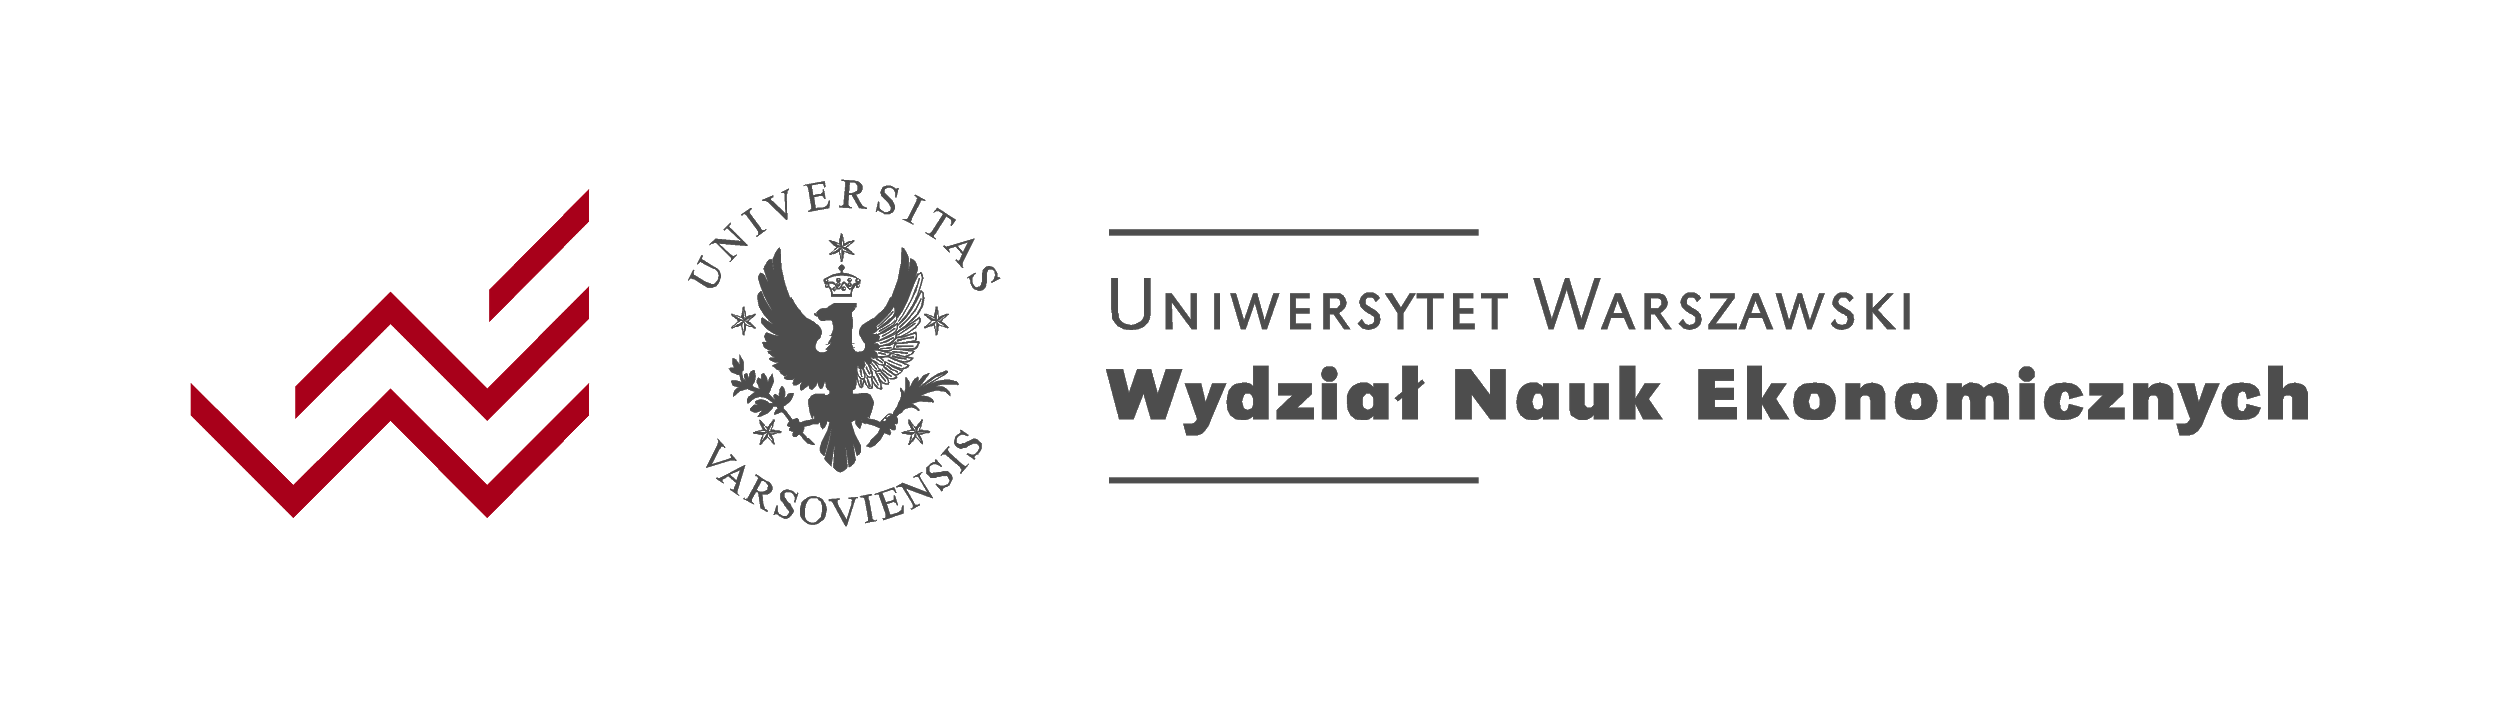 UNIVERSITAS
VARSOVIENSIS
UNIWERSYTET WARSZAWSKI
Wydział Nauk Ekonomicznych